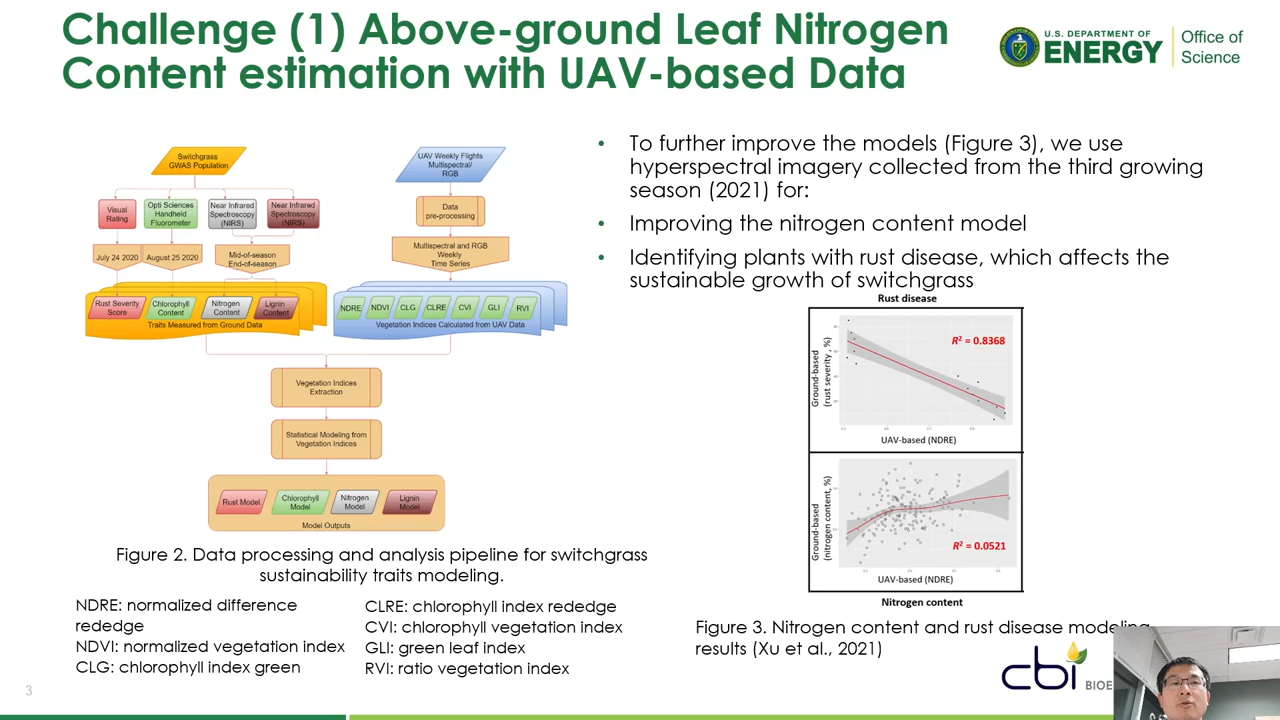 Challenge (1) Above-ground Leaf Nitrogen
Content estimation with UAV-based Data
U.S. DEPARTMENT OF
ENERGY
Office of
Science
Switchgrass
GWAS Population
Visual
Rating
Opti Sciences
Handheld
Fluorometer
Near Infrared
Spectroscopy
(NIRS)
Near Infrared
Spectroscopy
(NIRS)
July 24 2020
August 25 2020
Mid-of-season
End-of-season
Rust Severity
Score
Chlorophyll
Content
Nitrogen
Content
Lignin
Content
Traits Measured from Ground Data
UAV Weekly Flights
Multispectral/
RGB
Data
pre-processing
Multispectral and RGB
Weekly
Time Series
NDRE
NDVI
CLG
CLRE
CVI
GLI
RVI
Vegetation Indices Calculated from UAV Data
Vegetation Indices
Extraction
Statistical Modeling from
Vegetation Indices
Rust Model
Chlorophyll
Model
Nitrogen
Model
Lignin
Model
Model Outputs
Figure 2. Data processing and analysis pipeline for switchgrass
sustainability traits modeling.
NDRE: normalized difference
rededge
NDVI: normalized vegetation index
CLG: chlorophyll index green
CLRE: chlorophyll index rededge
CVI: chlorophyll vegetation index
GLI: green leaf index
RVI: ratio vegetation index
• To further improve the models (Figure 3), we use
hyperspectral imagery collected from the third growing
season (2021) for:
• Improving the nitrogen content model
• Identifying plants with rust disease, which affects the
sustainable growth of switchgrass
Rust disease
Ground-based
(rust severity, %)
R² = 0.8368
UAV-based (NDRE)
Ground-based
(nitrogen content, %)
R² = 0.0521
UAV-based (NDRE)
Nitrogen content
Figure 3. Nitrogen content and rust disease modeling
results (Xu et al., 2021)
cbi
BIOE
3